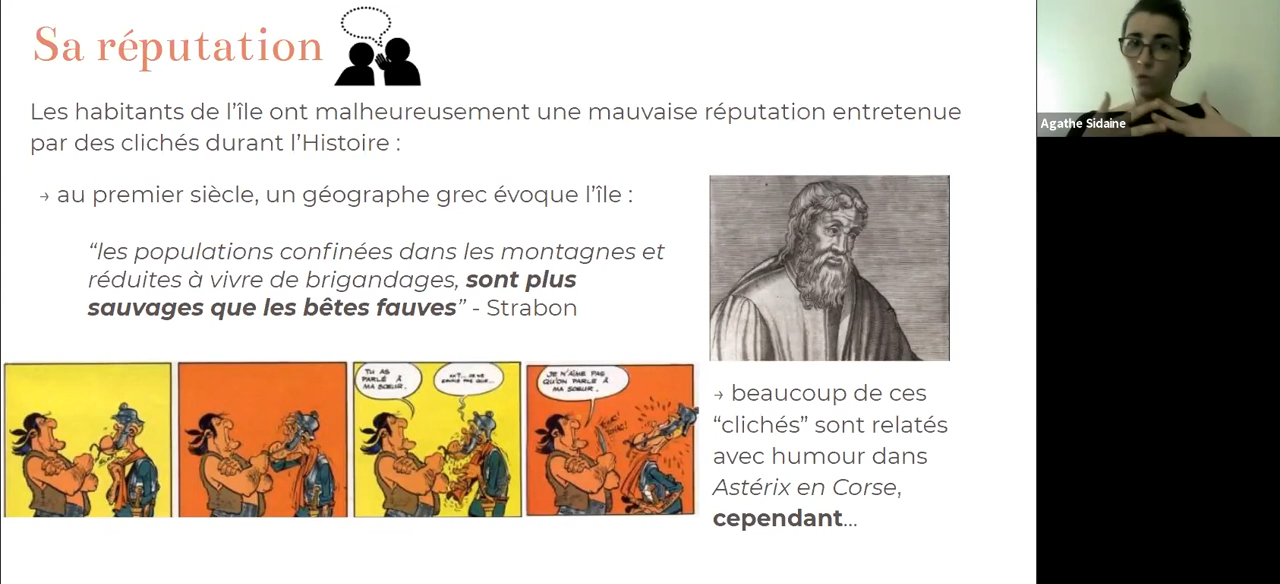 Sa réputation
Les habitants de l’île ont malheureusement une mauvaise réputation entretenue
par des clichés durant l’Histoire :
→ au premier siècle, un géographe grec évoque l’île :
“les populations confinées dans les montagnes et
réduites à vivre de brigandages, sont plus
sauvages que les bêtes fauves” - Strabon
TU AS
PARLÉ À
MA SOEUR.
JE N'AIME PAS
QU'ON PARLE À
MA SOEUR.
→ beaucoup de ces
“clichés” sont relatés
avec humour dans
Astérix en Corse,
cependant...
Agathe Sidaine